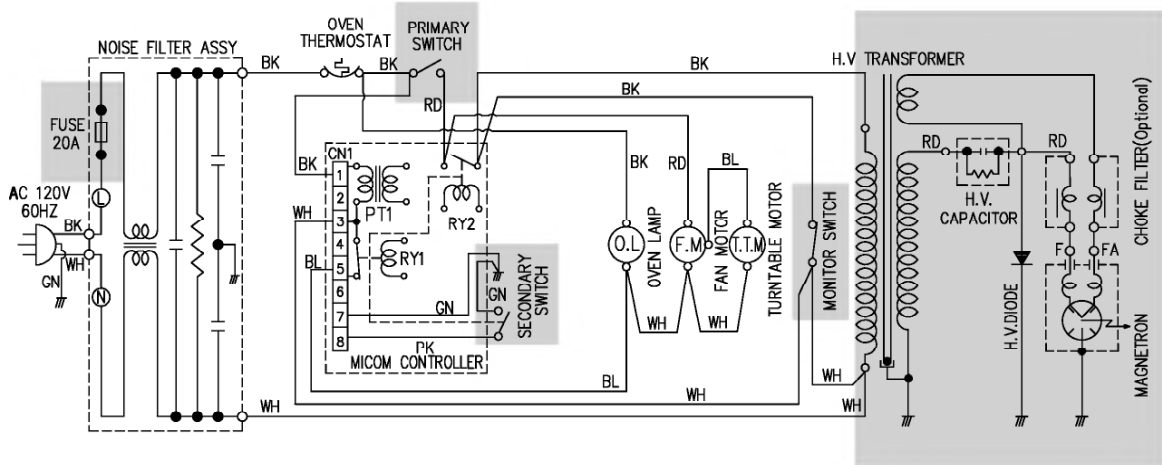 NOISE FILTER ASSY
OVEN
THERMOSTAT
PRIMARY
SWITCH
H.V TRANSFORMER
BK
BK
BK
BK
RD
FUSE
20A
AC 120V
60HZ
L
N
BK
WH
GN
CN1
BK
WH
BL
1
2
3
4
5
6
7
8
PT1
RY2
RY1
GN
GN
PK
SECONDARY
SWITCH
MICOM CONTROLLER
BK
RD
BL
O.L
F.M
T.T.M
OVEN LAMP
FAN MOTOR
TURNTABLE MOTOR
MONITOR SWITCH
WH
WH
BL
WH
WH
WH
RD
RD
H.V.
CAPACITOR
H.V.DIODE
CHOKE FILTER(Optional)
F
FA
MAGNETRON